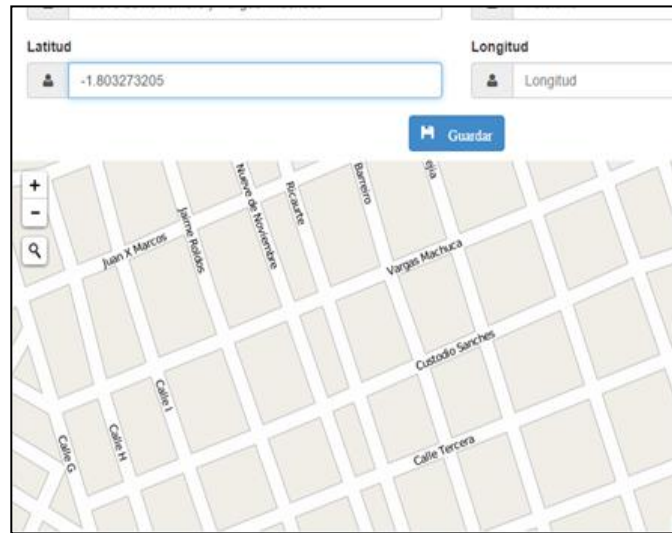 Latitud
Longitud
-1.803273205
Longitud
Guardar
+
-
Juan X Marcos
Jaime Roldos
Nueve de Noviembre
Ricaurte
Barreiro
Vargas Machuca
Custodio Sanches
Calle I
Calle H
Calle G
Calle Tercera